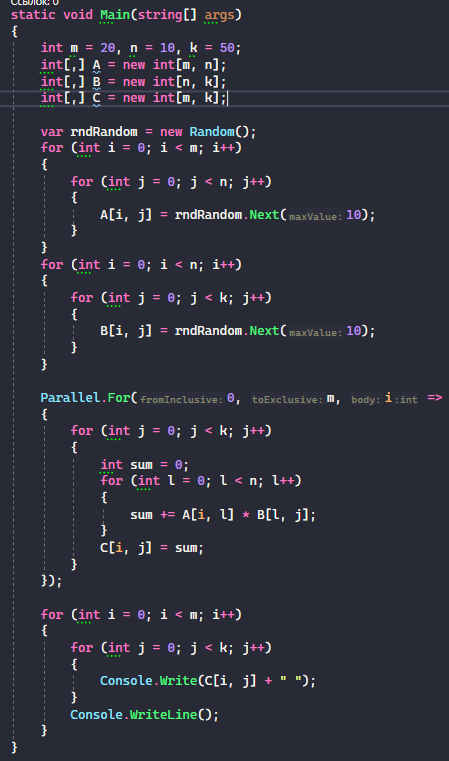 Ссылок: 0
static void Main(string[] args)
{
    int m = 20, n = 10, k = 50;
    int[,] A = new int[m, n];
    int[,] B = new int[n, k];
    int[,] C = new int[m, k];

    var rndRandom = new Random();
    for (int i = 0; i < m; i++)
    {
        for (int j = 0; j < n; j++)
        {
            A[i, j] = rndRandom.Next(maxValue: 10);
        }
    }
    for (int i = 0; i < n; i++)
    {
        for (int j = 0; j < k; j++)
        {
            B[i, j] = rndRandom.Next(maxValue: 10);
        }
    }

    Parallel.For(fromInclusive: 0, toExclusive: m, body: i :int =>
    {
        for (int j = 0; j < k; j++)
        {
            int sum = 0;
            for (int l = 0; l < n; l++)
            {
                sum += A[i, l] * B[l, j];
            }
            C[i, j] = sum;
        }
    });

    for (int i = 0; i < m; i++)
    {
        for (int j = 0; j < k; j++)
        {
            Console.Write(C[i, j] + " ");
        }
        Console.WriteLine();
    }
}